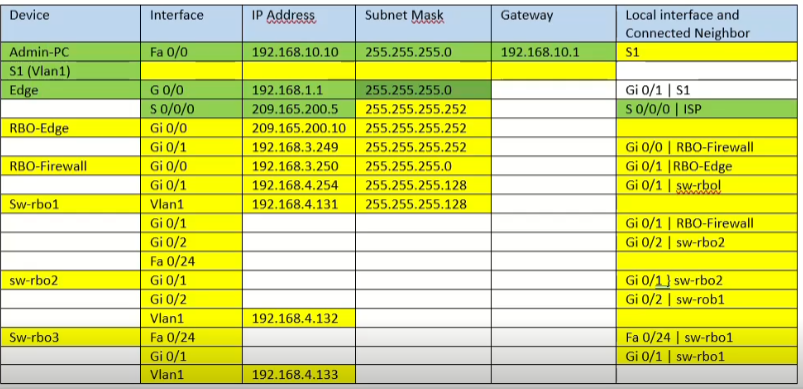 Device Interface IP Address Subnet Mask Gateway Local interface and Connected Neighbor
Admin-PC Fa 0/0 192.168.10.10 255.255.255.0 192.168.10.1 S1
S1 (Vlan1)
Edge G 0/0 192.168.1.1 255.255.255.0 Gi 0/1 | S1
S 0/0/0 209.165.200.5 255.255.255.252 S 0/0/0 | ISP
RBO-Edge Gi 0/0 209.165.200.10 255.255.255.252
Gi 0/1 192.168.3.249 255.255.255.252 Gi 0/0 | RBO-Firewall
RBO-Firewall Gi 0/0 192.168.3.250 255.255.255.0 Gi 0/1 |RBO-Edge
Gi 0/1 192.168.4.254 255.255.255.128 Gi 0/1 | sw-rbol
Sw-rbo1 Vlan1 192.168.4.131 255.255.255.128
Gi 0/1 Gi 0/1 | RBO-Firewall
Gi 0/2 Gi 0/2 | sw-rbo2
Fa 0/24
sw-rbo2 Gi 0/1 Gi 0/1 } sw-rbo2
Gi 0/2 Gi 0/2 | sw-rob1
Vlan1 192.168.4.132
Sw-rbo3 Fa 0/24 Fa 0/24 | sw-rbo1
Gi 0/1 Gi 0/1 | sw-rbo1
Vlan1 192.168.4.133